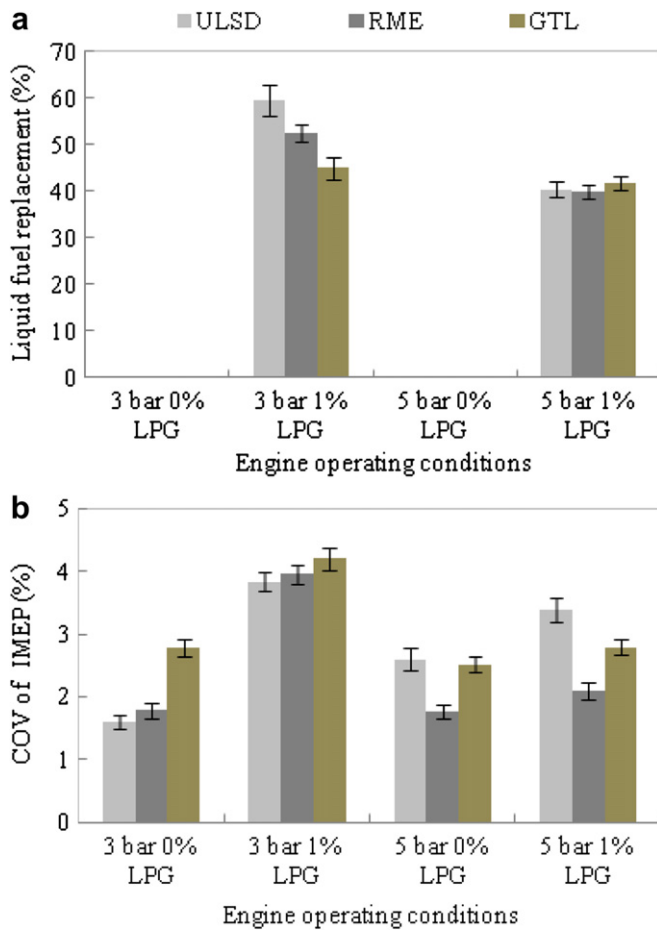 a
ULSD RME GTL
Liquid fuel replacement (%)
70
60
50
40
30
20
10
0
3 bar 0% 3 bar 1% 5 bar 0% 5 bar 1%
LPG LPG LPG LPG
Engine operating conditions
b
COV of IMEP (%)
5
4
3
2
1
0
3 bar 0% 3 bar 1% 5 bar 0% 5 bar 1%
LPG LPG LPG LPG
Engine operating conditions